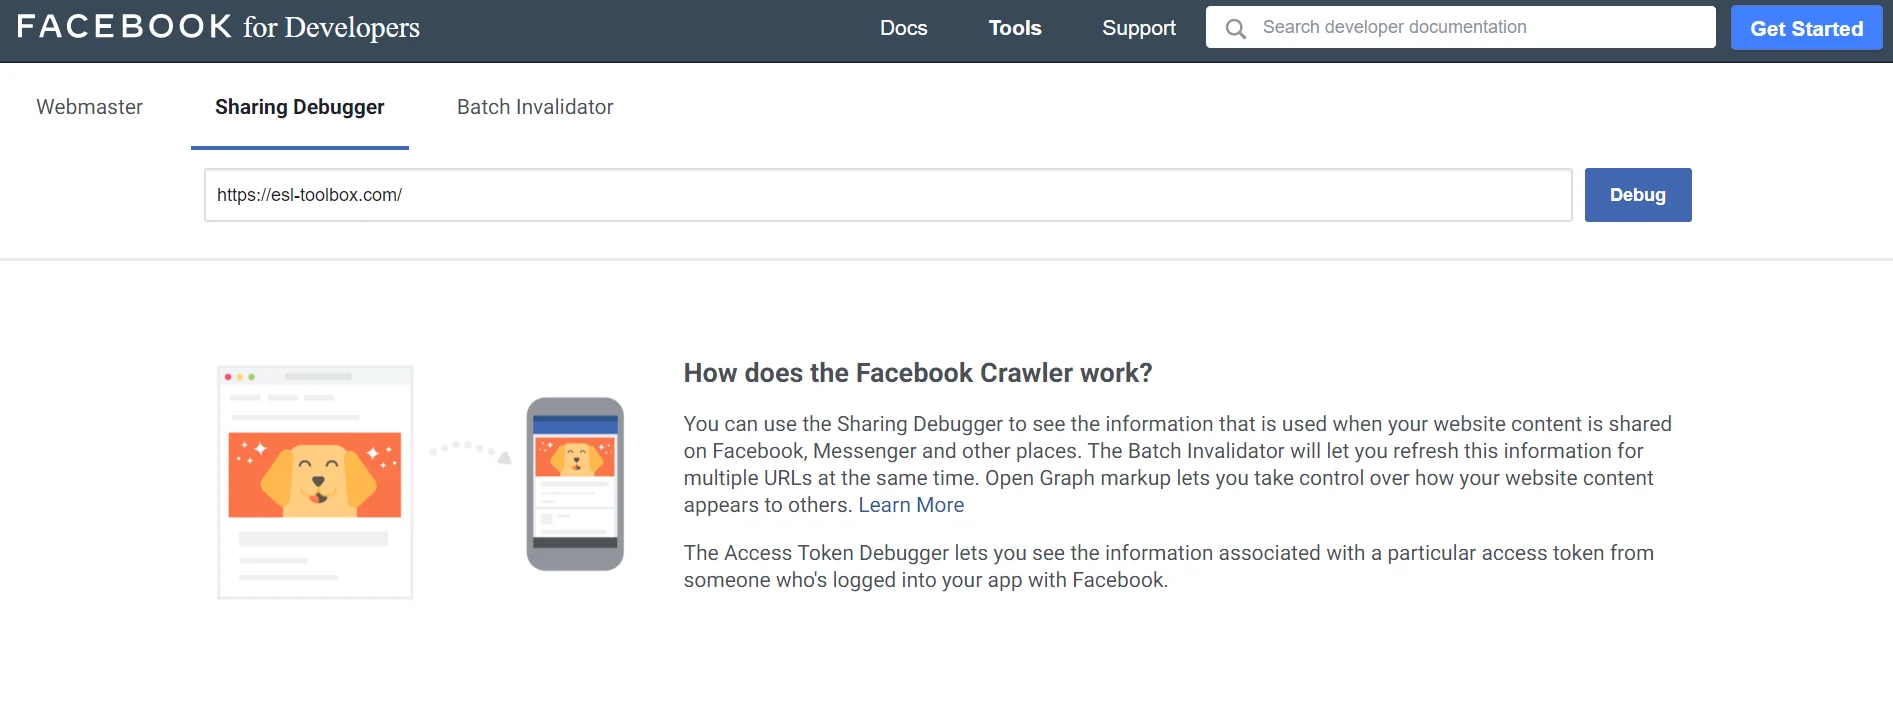 FACEBOOK for Developers
Docs
Tools
Support
Search developer documentation
Get Started
Webmaster
Sharing Debugger
Batch Invalidator
https://esl-toolbox.com/
Debug
How does the Facebook Crawler work?
You can use the Sharing Debugger to see the information that is used when your website content is shared
on Facebook, Messenger and other places. The Batch Invalidator will let you refresh this information for
multiple URLs at the same time. Open Graph markup lets you take control over how your website content
appears to others. Learn More
The Access Token Debugger lets you see the information associated with a particular access token from
someone who's logged into your app with Facebook.